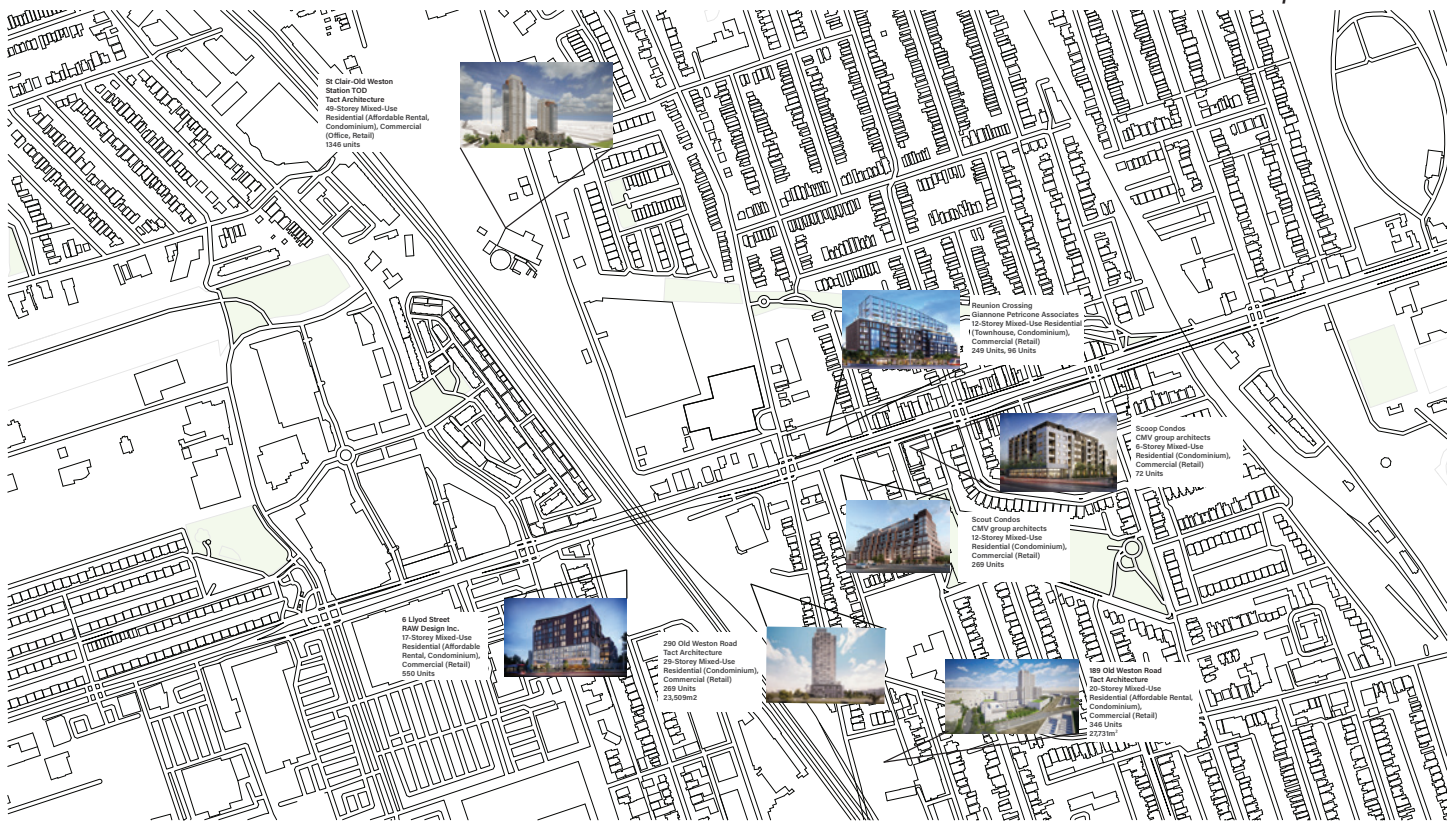 St Clair-Old Weston
Station TOD
Tact Architecture
49-Storey Mixed-Use
Residential (Affordable Rental,
Condominium), Commercial
(Office, Retail)
1346 units
Reunion Crossing
Giannone Petricone Associates
12-Storey Mixed-Use Residential
(Townhouse, Condominium),
Commercial (Retail)
249 Units, 96 Units
Scoop Condos
CMV group architects
6-Storey Mixed-Use
Residential (Condominium),
Commercial (Retail)
72 Units
Scout Condos
CMV group architects
12-Storey Mixed-Use
Residential (Condominium),
Commercial (Retail)
269 Units
6 Llyod Street
RAW Design Inc.
17-Storey Mixed-Use
Residential (Affordable
Rental, Condominium),
Commercial (Retail)
550 Units
290 Old Weston Road
Tact Architecture
29-Storey Mixed-Use
Residential (Condominium),
Commercial (Retail)
269 Units
23,509m2
189 Old Weston Road
Tact Architecture
20-Storey Mixed-Use
Residential (Affordable Rental,
Condominium),
Commercial (Retail)
346 Units
27,731m²